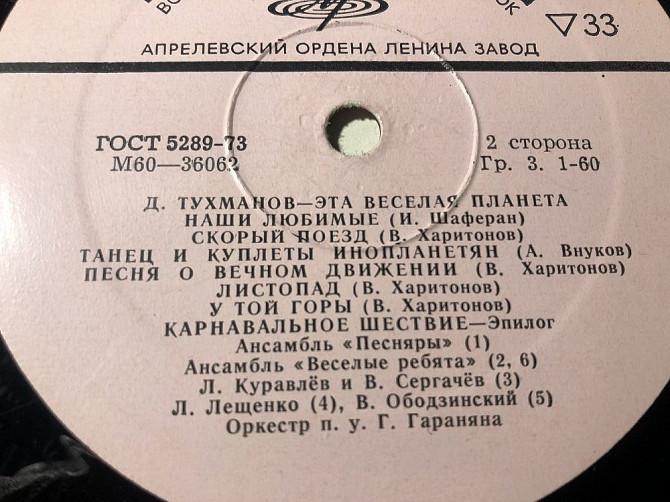 ▽33
АПРЕЛЕВСКИЙ ОРДЕНА ЛЕНИНА ЗАВОД
ГОСТ 5289-73
М60—36062
2 сторона
Гр. 3. 1-60
Д. ТУХМАНОВ—ЭТА ВЕСЕЛАЯ ПЛАНЕТА
НАШИ ЛЮБИМЫЕ (И. Шаферан)
СКОРЫЙ ПОЕЗД (В. Харитонов)
ТАНЕЦ И КУПЛЕТЫ ИНОПЛАНЕТЯН (А. Внуков)
ПЕСНЯ О ВЕЧНОМ ДВИЖЕНИИ (В. Харитонов)
ЛИСТОПАД (В. Харитонов)
У ТОЙ ГОРЫ (В. Харитонов)
КАРНАВАЛЬНОЕ ШЕСТВИЕ—Эпилог
Ансамбль «Песняры» (1)
Ансамбль «Веселые ребята» (2, 6)
Л. Куравлёв и В. Сергачёв (3)
Л. Лещенко (4), В. Ободзинский (5)
Оркестр п. у. Г. Гараняна